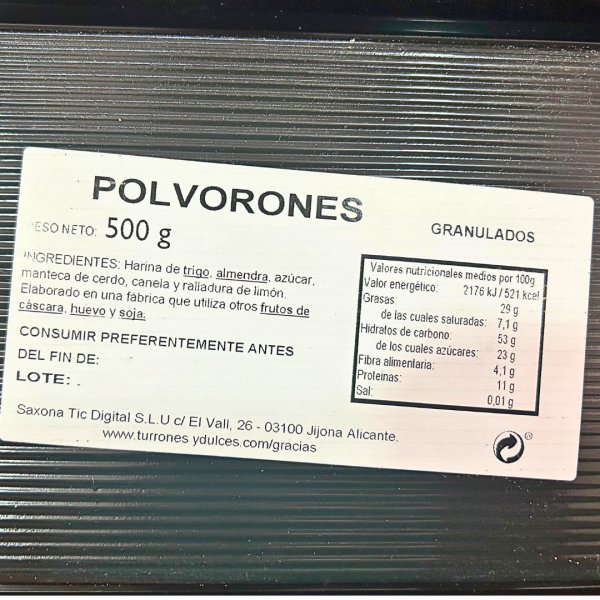 POLVORONES
PESO NETO: 500 g
GRANULADOS
INGREDIENTES: Harina de trigo, almendra, azúcar,
manteca de cerdo, canela y ralladura de limón.
Elaborado en una fábrica que utiliza otros frutos de
cáscara, huevo y soja.
CONSUMIR PREFERENTEMENTE ANTES
DEL FIN DE:
LOTE: .
Valores nutricionales medios por 100g
Valor energético: 2176 kJ / 521 kcal
Grasas: 29 g
de las cuales saturadas: 7,1 g
Hidratos de carbono: 53 g
de los cuales azúcares: 23 g
Fibra alimentaria: 4,1 g
Proteinas: 11 g
Sal: 0,01 g
Saxona Tic Digital S.L.U c/ El Vall, 26 - 03100 Jijona Alicante.
www.turrones ydulces.com/gracias
®